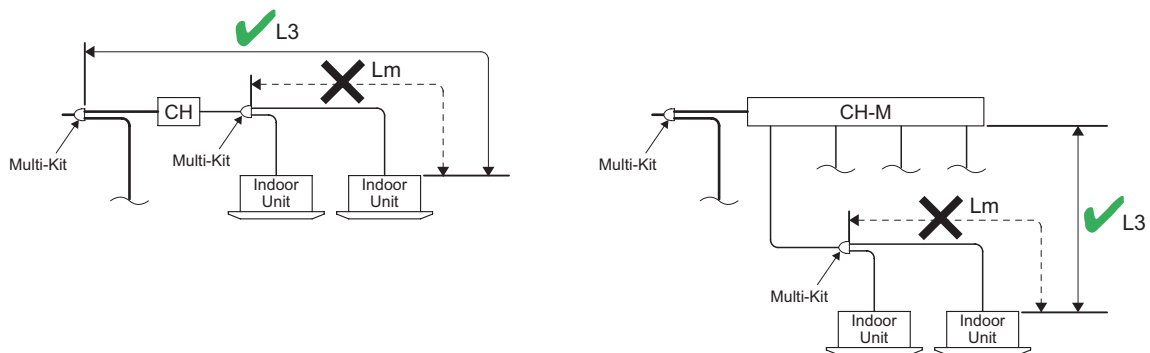 L3
Lm
CH
Multi-Kit
Multi-Kit
Indoor
Unit
Indoor
Unit
CH-M
Multi-Kit
Lm
L3
Multi-Kit
Indoor
Unit
Indoor
Unit